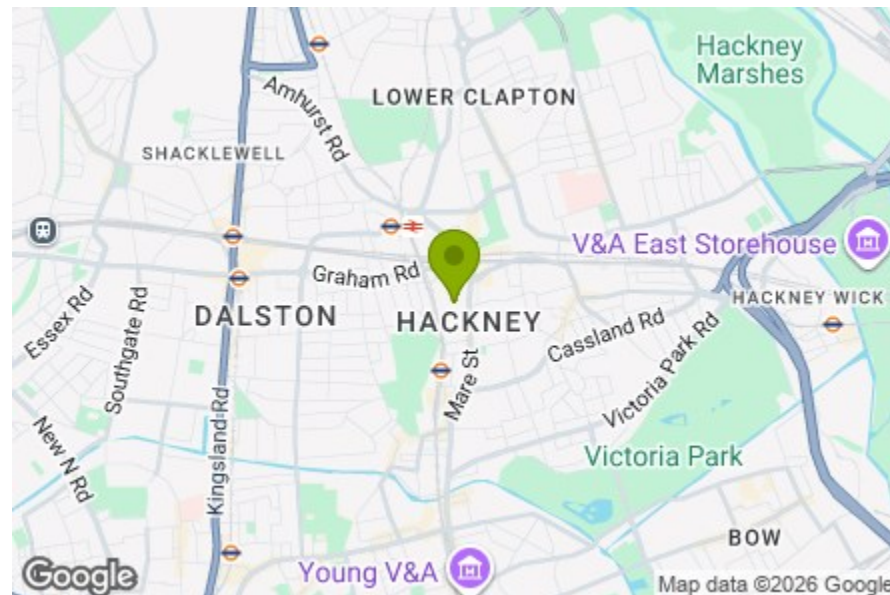 Hackney
Marshes
LOWER CLAPTON
Amhurst Rd
SHACKLEWELL
V&A East Storehouse
Graham Rd
HACKNEY WICK
Essex Rd
Southgate Rd
DALSTON
HACKNEY
Cassland Rd
Victoria Park Rd
Mare St
Kingsland Rd
New N Rd
Victoria Park
BOW
Young V&A
Google
Map data ©2026 Google